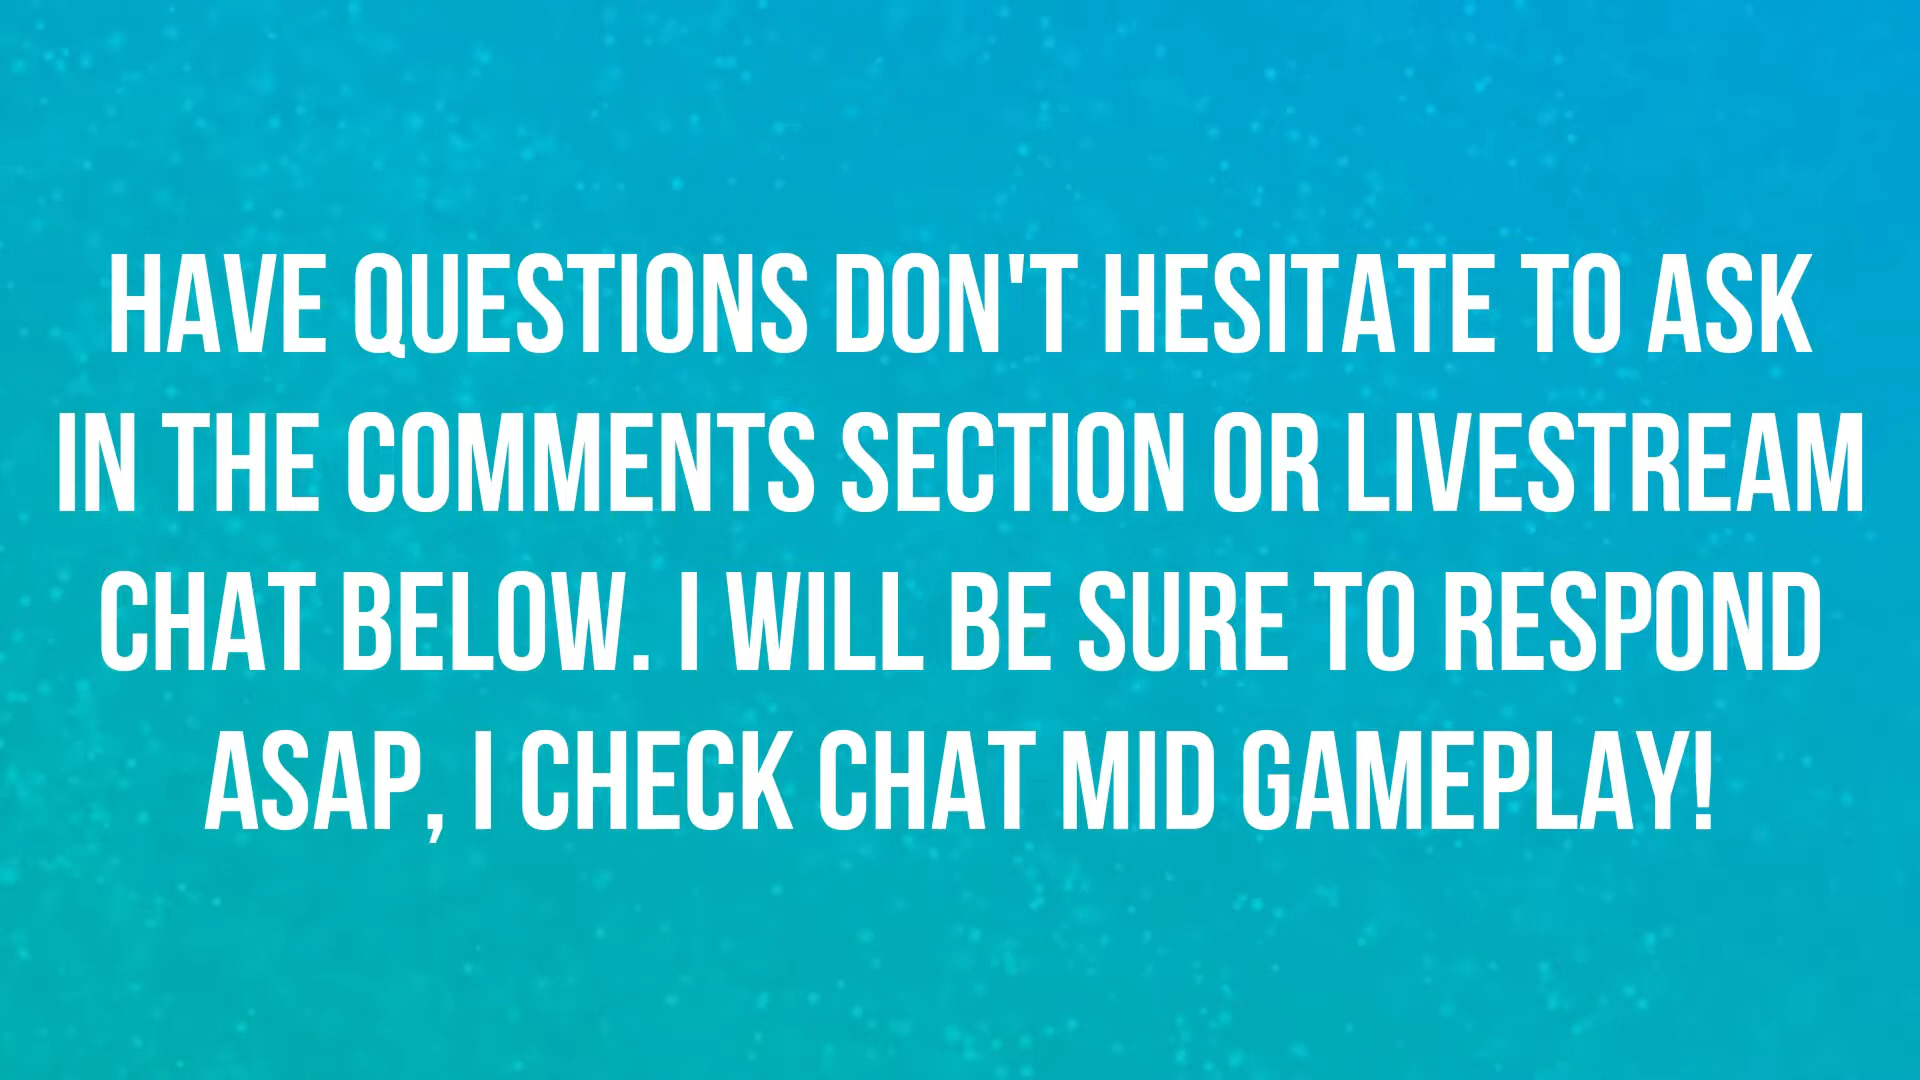 HAVE QUESTIONS DON'T HESITATE TO ASK
IN THE COMMENTS SECTION OR LIVESTREAM
CHAT BELOW. I WILL BE SURE TO RESPOND
ASAP, I CHECK CHAT MID GAMEPLAY!